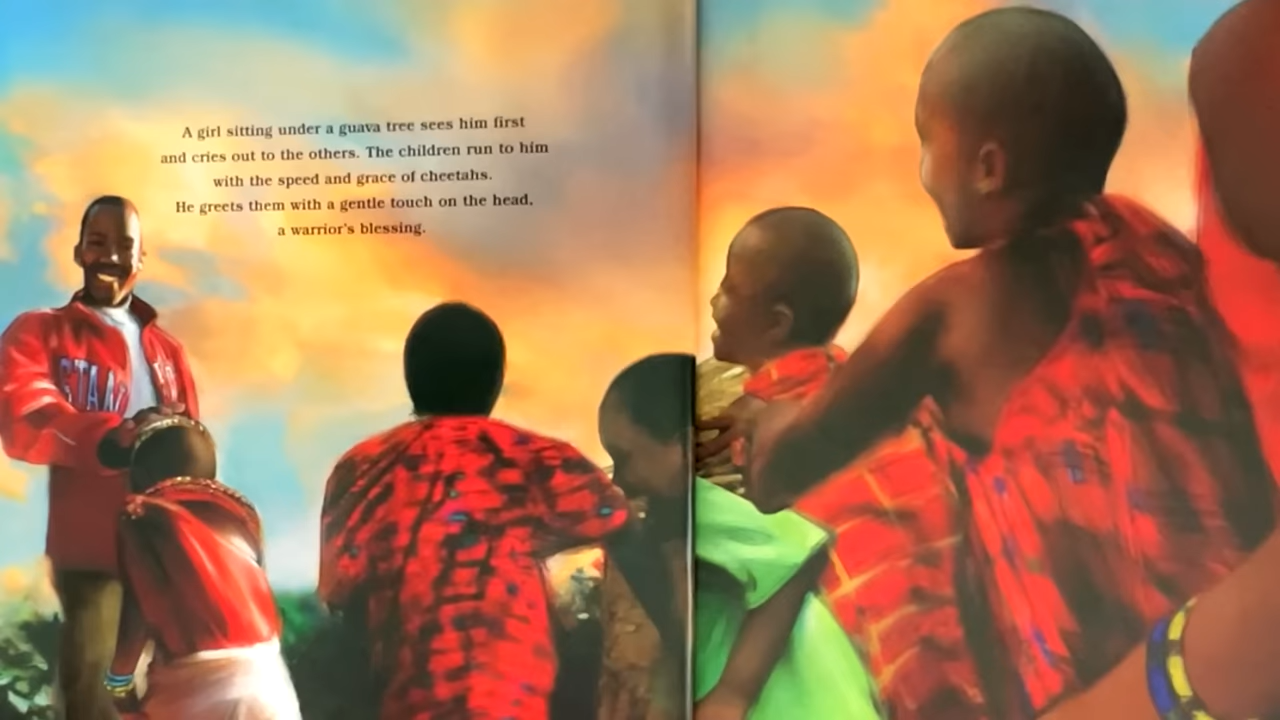 A girl sitting under a guava tree sees him first
and cries out to the others. The children run to him
with the speed and grace of cheetahs.
He greets them with a gentle touch on the head,
a warrior's blessing.